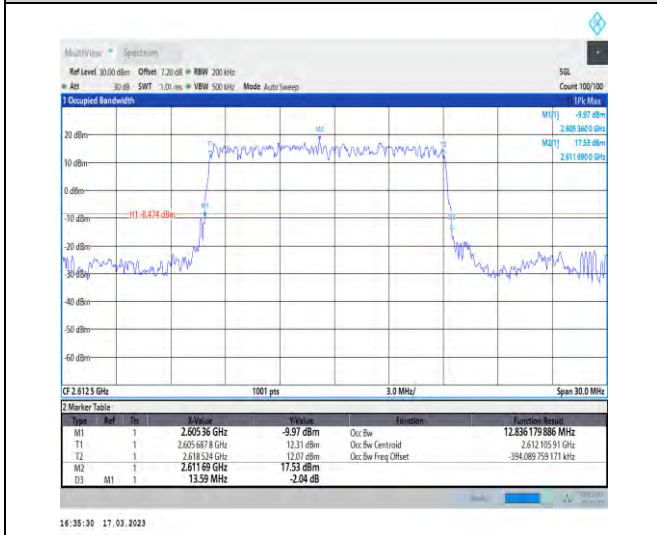 MultiView Spectrum
Ref Level 30.00 dBm Offset 7.20 dB RBW 200 kHz SGL
Att 30 dB SWT 1.01 ms VBW 500 kHz Mode Auto Sweep Count 100/100
1 Occupied Bandwidth 1Pk Max
M1[1] -9.97 dBm
2.605 360 0 GHz
M2[1] 17.53 dBm
2.611 690 0 GHz
M2
20 dBm
T1 T2
10 dBm
0 dBm
M1
H1 -8.474 dBm
-10 dBm
D3
-20 dBm
-30 dBm
-40 dBm
-50 dBm
-60 dBm
CF 2.612 5 GHz 1001 pts 3.0 MHz/ Span 30.0 MHz
2 Marker Table
Type Ref Trc X-Value Y-Value Function Function Result
M1 1 2.605 36 GHz -9.97 dBm Occ Bw 12.836 179 886 MHz
T1 1 2.605 687 8 GHz 12.31 dBm Occ Bw Centroid 2.612 105 91 GHz
T2 1 2.618 524 GHz 12.07 dBm Occ Bw Freq Offset -394.089 759 171 kHz
M2 1 2.611 69 GHz 17.53 dBm
D3 M1 1 13.59 MHz -2.04 dB
16:35:30 17.03.2023